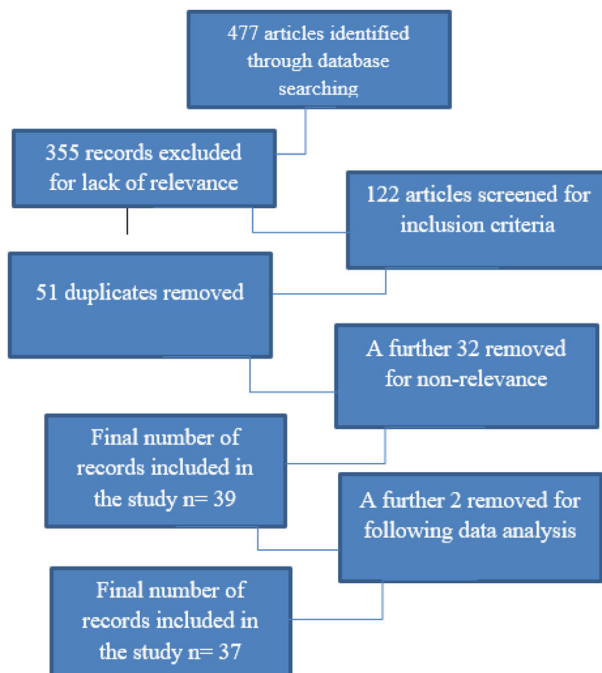 477 articles identified
through database
searching
355 records excluded
for lack of relevance
122 articles screened for
inclusion criteria
51 duplicates removed
A further 32 removed
for non-relevance
Final number of
records included in
the study n= 39
A further 2 removed for
following data analysis
Final number of
records included in
the study n= 37